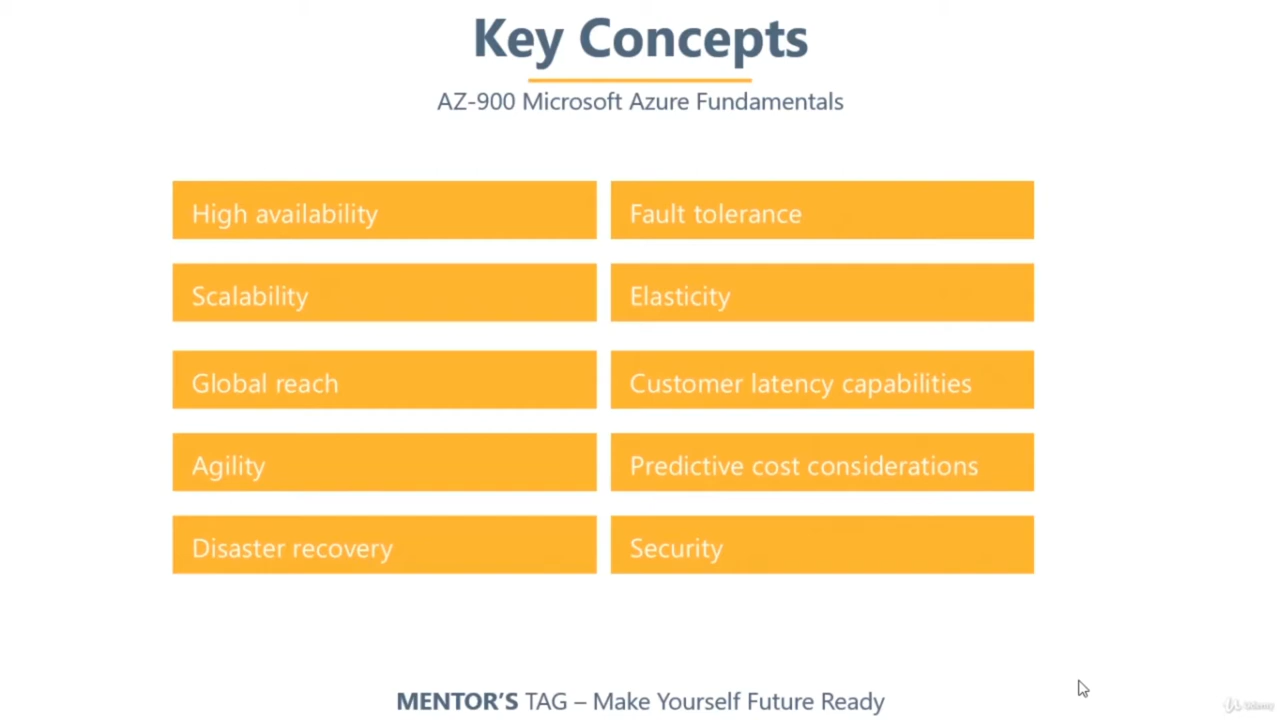 Key Concepts
AZ-900 Microsoft Azure Fundamentals
High availability
Fault tolerance
Scalability
Elasticity
Global reach
Customer latency capabilities
Agility
Predictive cost considerations
Disaster recovery
Security
MENTOR'S TAG – Make Yourself Future Ready
Udemy